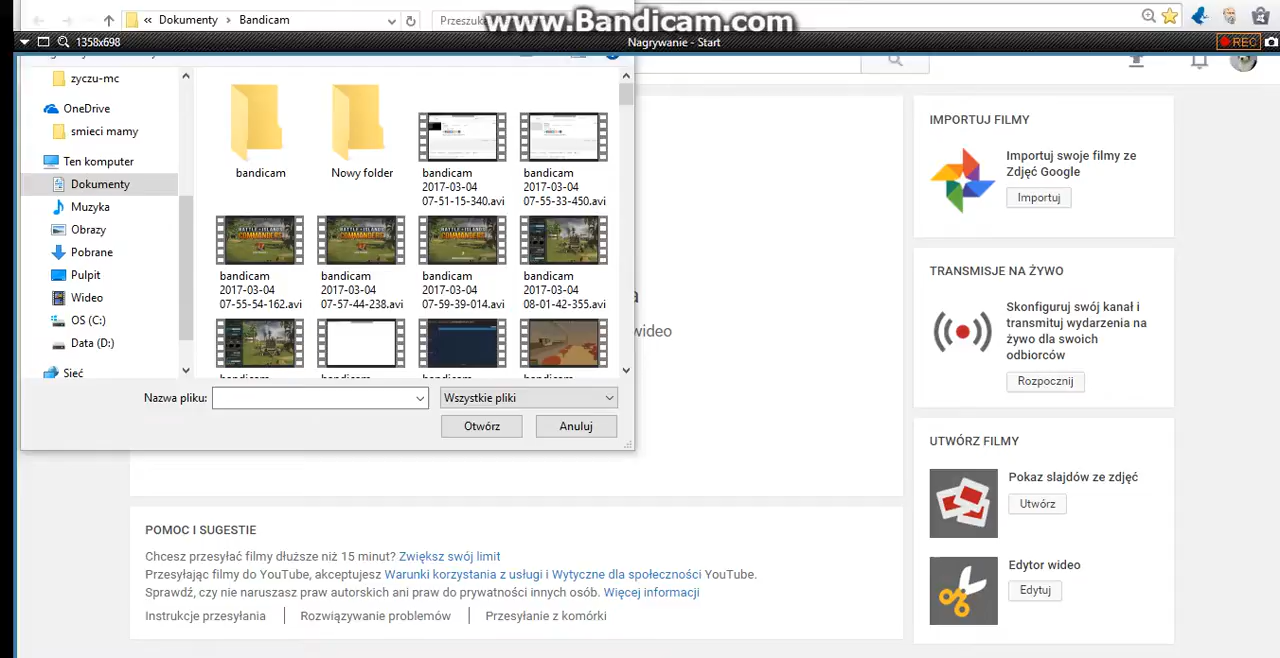 « Dokumenty › Bandicam
Przeszuk
www.Bandicam.com
1358x698
Nagrywanie - Start
REC
zyczu-mc
OneDrive
smieci mamy
Ten komputer
Dokumenty
Muzyka
Obrazy
Pobrane
Pulpit
Wideo
OS (C:)
Data (D:)
Sieć
bandicam
Nowy folder
bandicam
2017-03-04
07-51-15-340.avi
bandicam
2017-03-04
07-55-33-450.avi
bandicam
2017-03-04
07-55-54-162.avi
bandicam
2017-03-04
07-57-44-238.avi
bandicam
2017-03-04
07-59-39-014.avi
bandicam
2017-03-04
08-01-42-355.avi
Nazwa pliku:
Wszystkie pliki
Otwórz
Anuluj
wideo
IMPORTUJ FILMY
Importuj swoje filmy ze
Zdjęć Google
Importuj
TRANSMISJE NA ŻYWO
Skonfiguruj swój kanał i
transmituj wydarzenia na
żywo dla swoich
odbiorców
Rozpocznij
UTWÓRZ FILMY
Pokaz slajdów ze zdjęć
Utwórz
Edytor wideo
Edytuj
POMOC I SUGESTIE
Chcesz przesyłać filmy dłuższe niż 15 minut? Zwiększ swój limit
Przesyłając filmy do YouTube, akceptujesz Warunki korzystania z usługi i Wytyczne dla społeczności YouTube.
Sprawdź, czy nie naruszasz praw autorskich ani praw do prywatności innych osób. Więcej informacji
Instrukcje przesyłania
Rozwiązywanie problemów
Przesyłanie z komórki